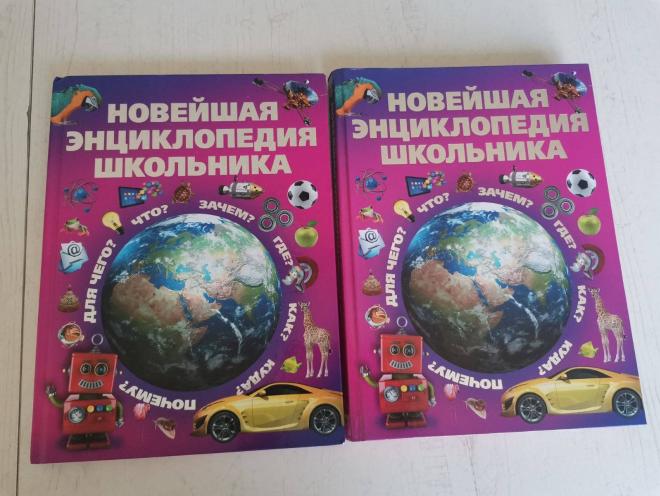 НОВЕЙШАЯ
ЭНЦИКЛОПЕДИЯ
ШКОЛЬНИКА
ДЛЯ ЧЕГО?
ЧТО?
ЗАЧЕМ?
ГДЕ?
КАК?
КУДА?
ПОЧЕМУ?
@
НОВЕЙШАЯ
ЭНЦИКЛОПЕДИЯ
ШКОЛЬНИКА
ДЛЯ ЧЕГО?
ЧТО?
ЗАЧЕМ?
ГДЕ?
КАК?
КУДА?
ПОЧЕМУ?
@